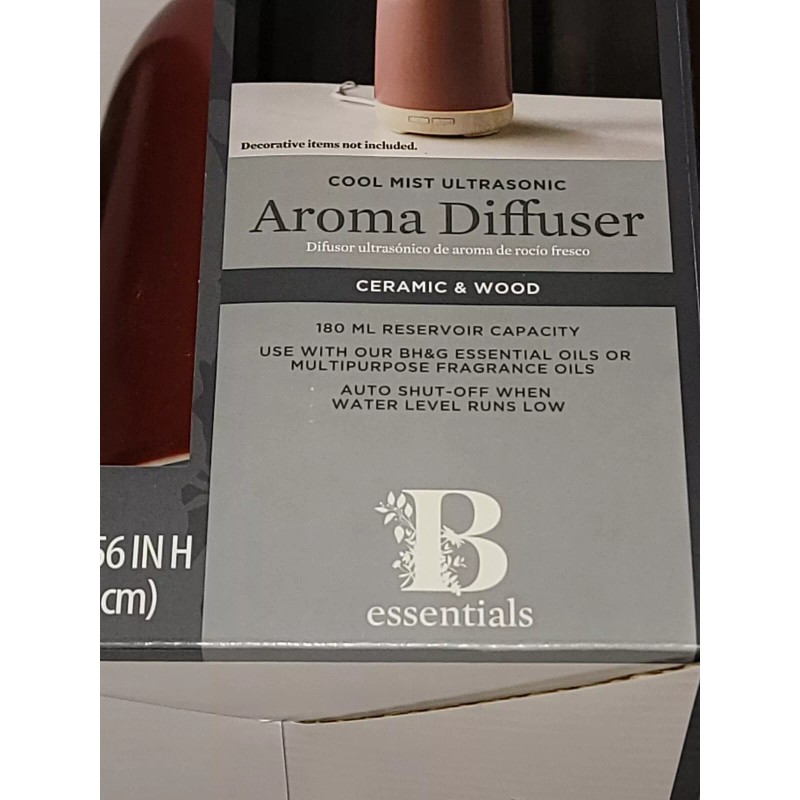 Decorative items not included.
COOL MIST ULTRASONIC
Aroma Diffuser
Difusor ultrasónico de aroma de rocío fresco
CERAMIC & WOOD
180 ML RESERVOIR CAPACITY
USE WITH OUR BH&G ESSENTIAL OILS OR
MULTIPURPOSE FRAGRANCE OILS
AUTO SHUT-OFF WHEN
WATER LEVEL RUNS LOW
B
essentials
56 IN H
cm)